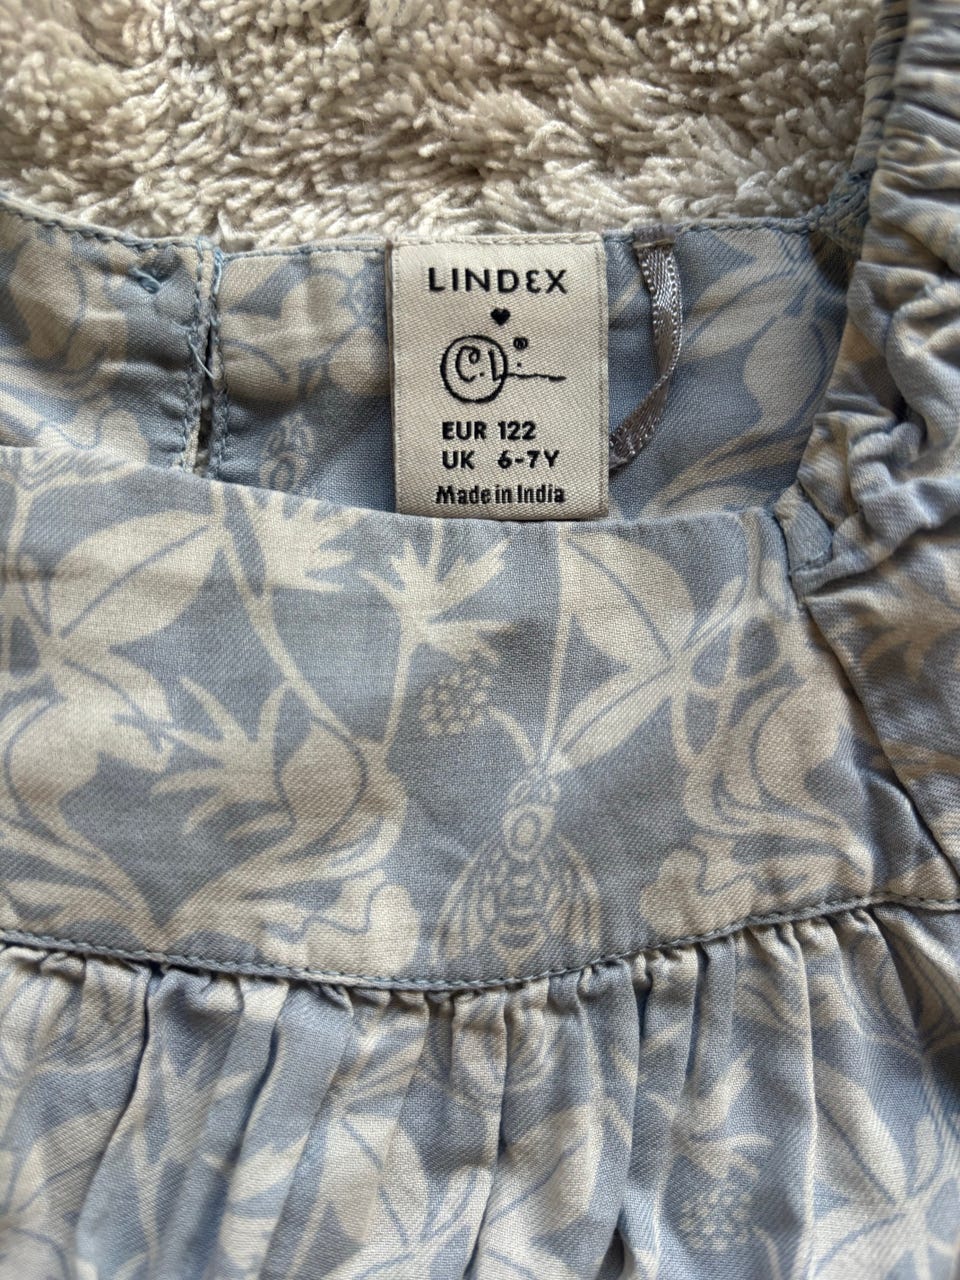 LINDEX
C.L ®
EUR 122
UK 6-7Y
Made in India